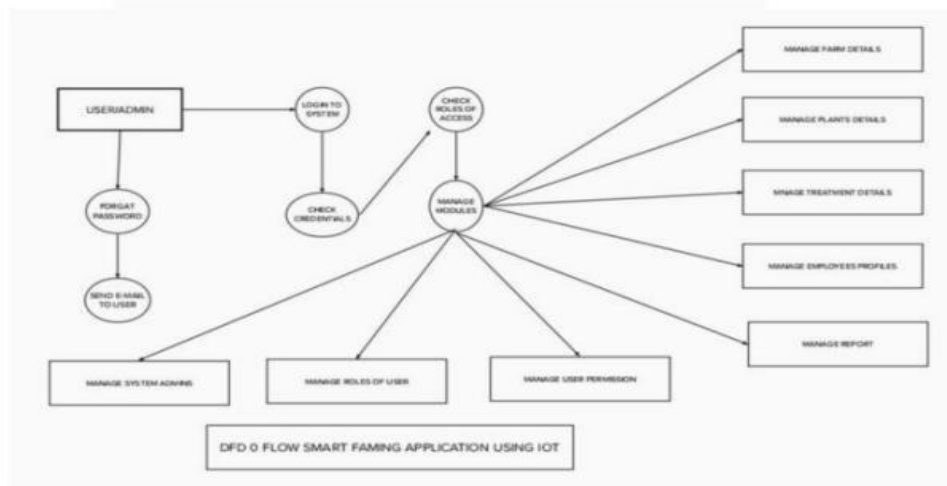 MANAGE FARM DETAILS
USER/ADMIN
LOGIN TO
SYSTEM
CHECK
ROLES OF
ACCESS
MANAGE PLANTS DETAILS
FORGAT
PASSWORD
CHECK
CREDENTIALS
MANAGE
MODULES
MNAGE TREATMENT DETAILS
MANAGE EMPLOYEES PROFILES
SEND E-MAIL
TO USER
MANAGE REPORT
MANAGE SYSTEM ADMINS
MANAGE ROLES OF USER
MANAGE USER PERMISSION
DFD 0 FLOW SMART FAMING APPLICATION USING IOT